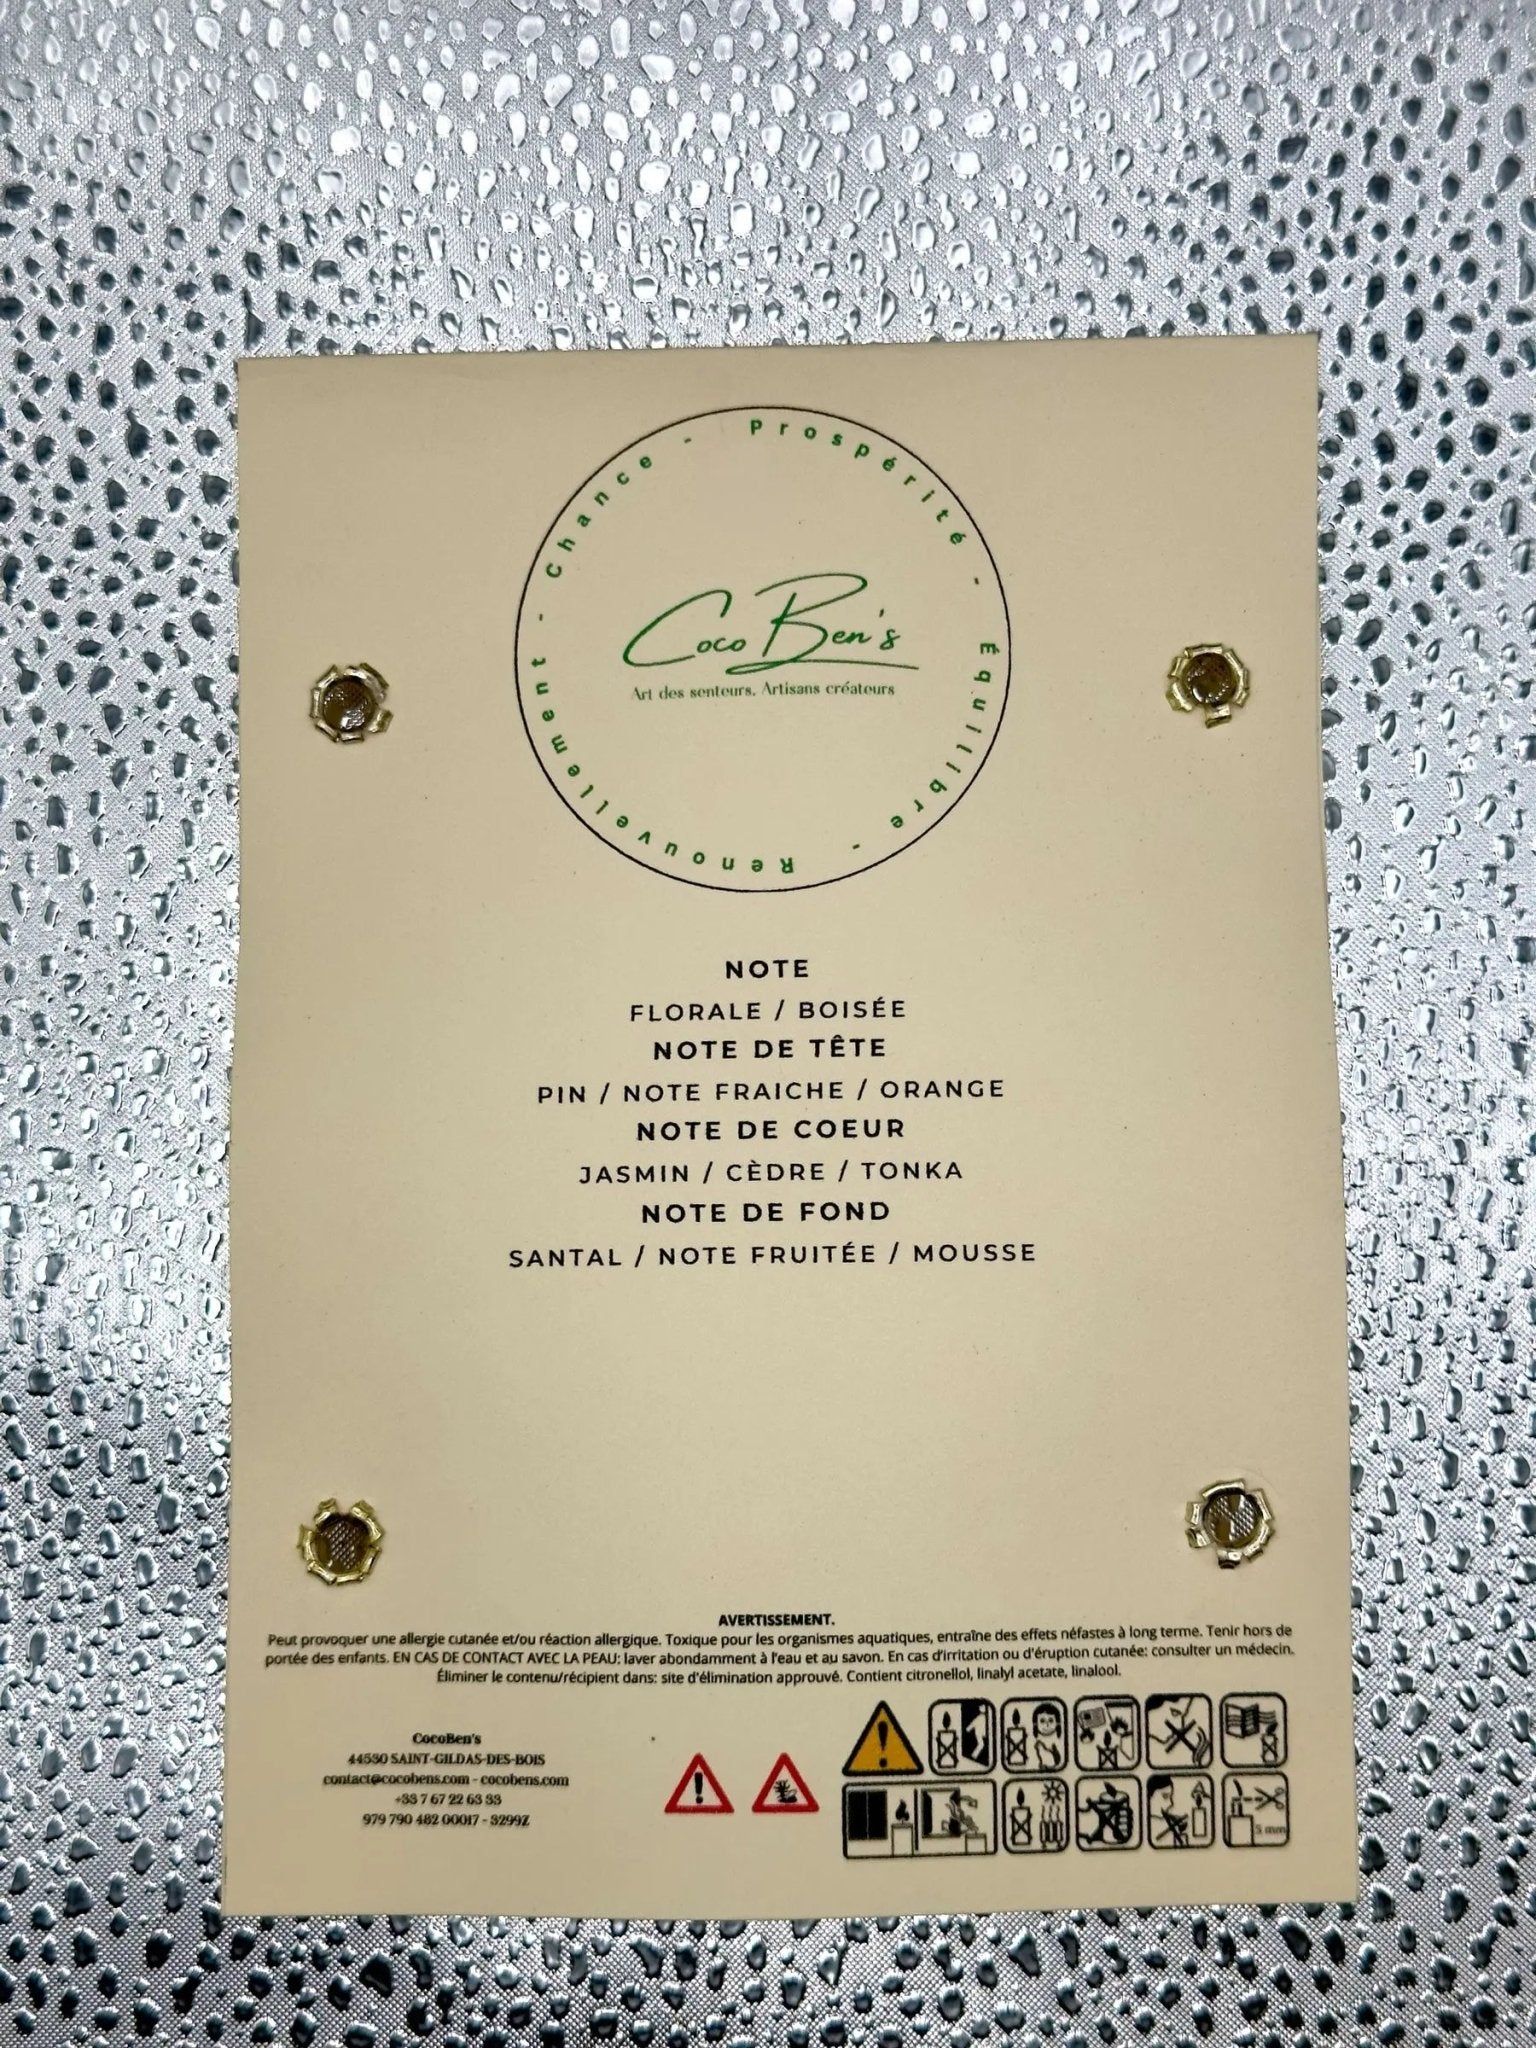 Prospérité - Équilibre - Renouvellement - Chance -
Coco Ben's
Art des senteurs. Artisans créateurs
NOTE
FLORALE / BOISÉE
NOTE DE TÊTE
PIN / NOTE FRAICHE / ORANGE
NOTE DE COEUR
JASMIN / CÈDRE / TONKA
NOTE DE FOND
SANTAL / NOTE FRUITÉE / MOUSSE
AVERTISSEMENT.
Peut provoquer une allergie cutanée et/ou réaction allergique. Toxique pour les organismes aquatiques, entraîne des effets néfastes à long terme. Tenir hors de
portée des enfants. EN CAS DE CONTACT AVEC LA PEAU: laver abondamment à l'eau et au savon. En cas d'irritation ou d'éruption cutanée: consulter un médecin.
Éliminer le contenu/récipient dans: site d'élimination approuvé. Contient citronellol, linalyl acetate, linalool.
CocoBen's
44530 SAINT-GILDAS-DES-BOIS
contact@cocobens.com - cocobens.com
+33 7 67 22 63 33
979 790 482 00017 - 3299Z
5 mm